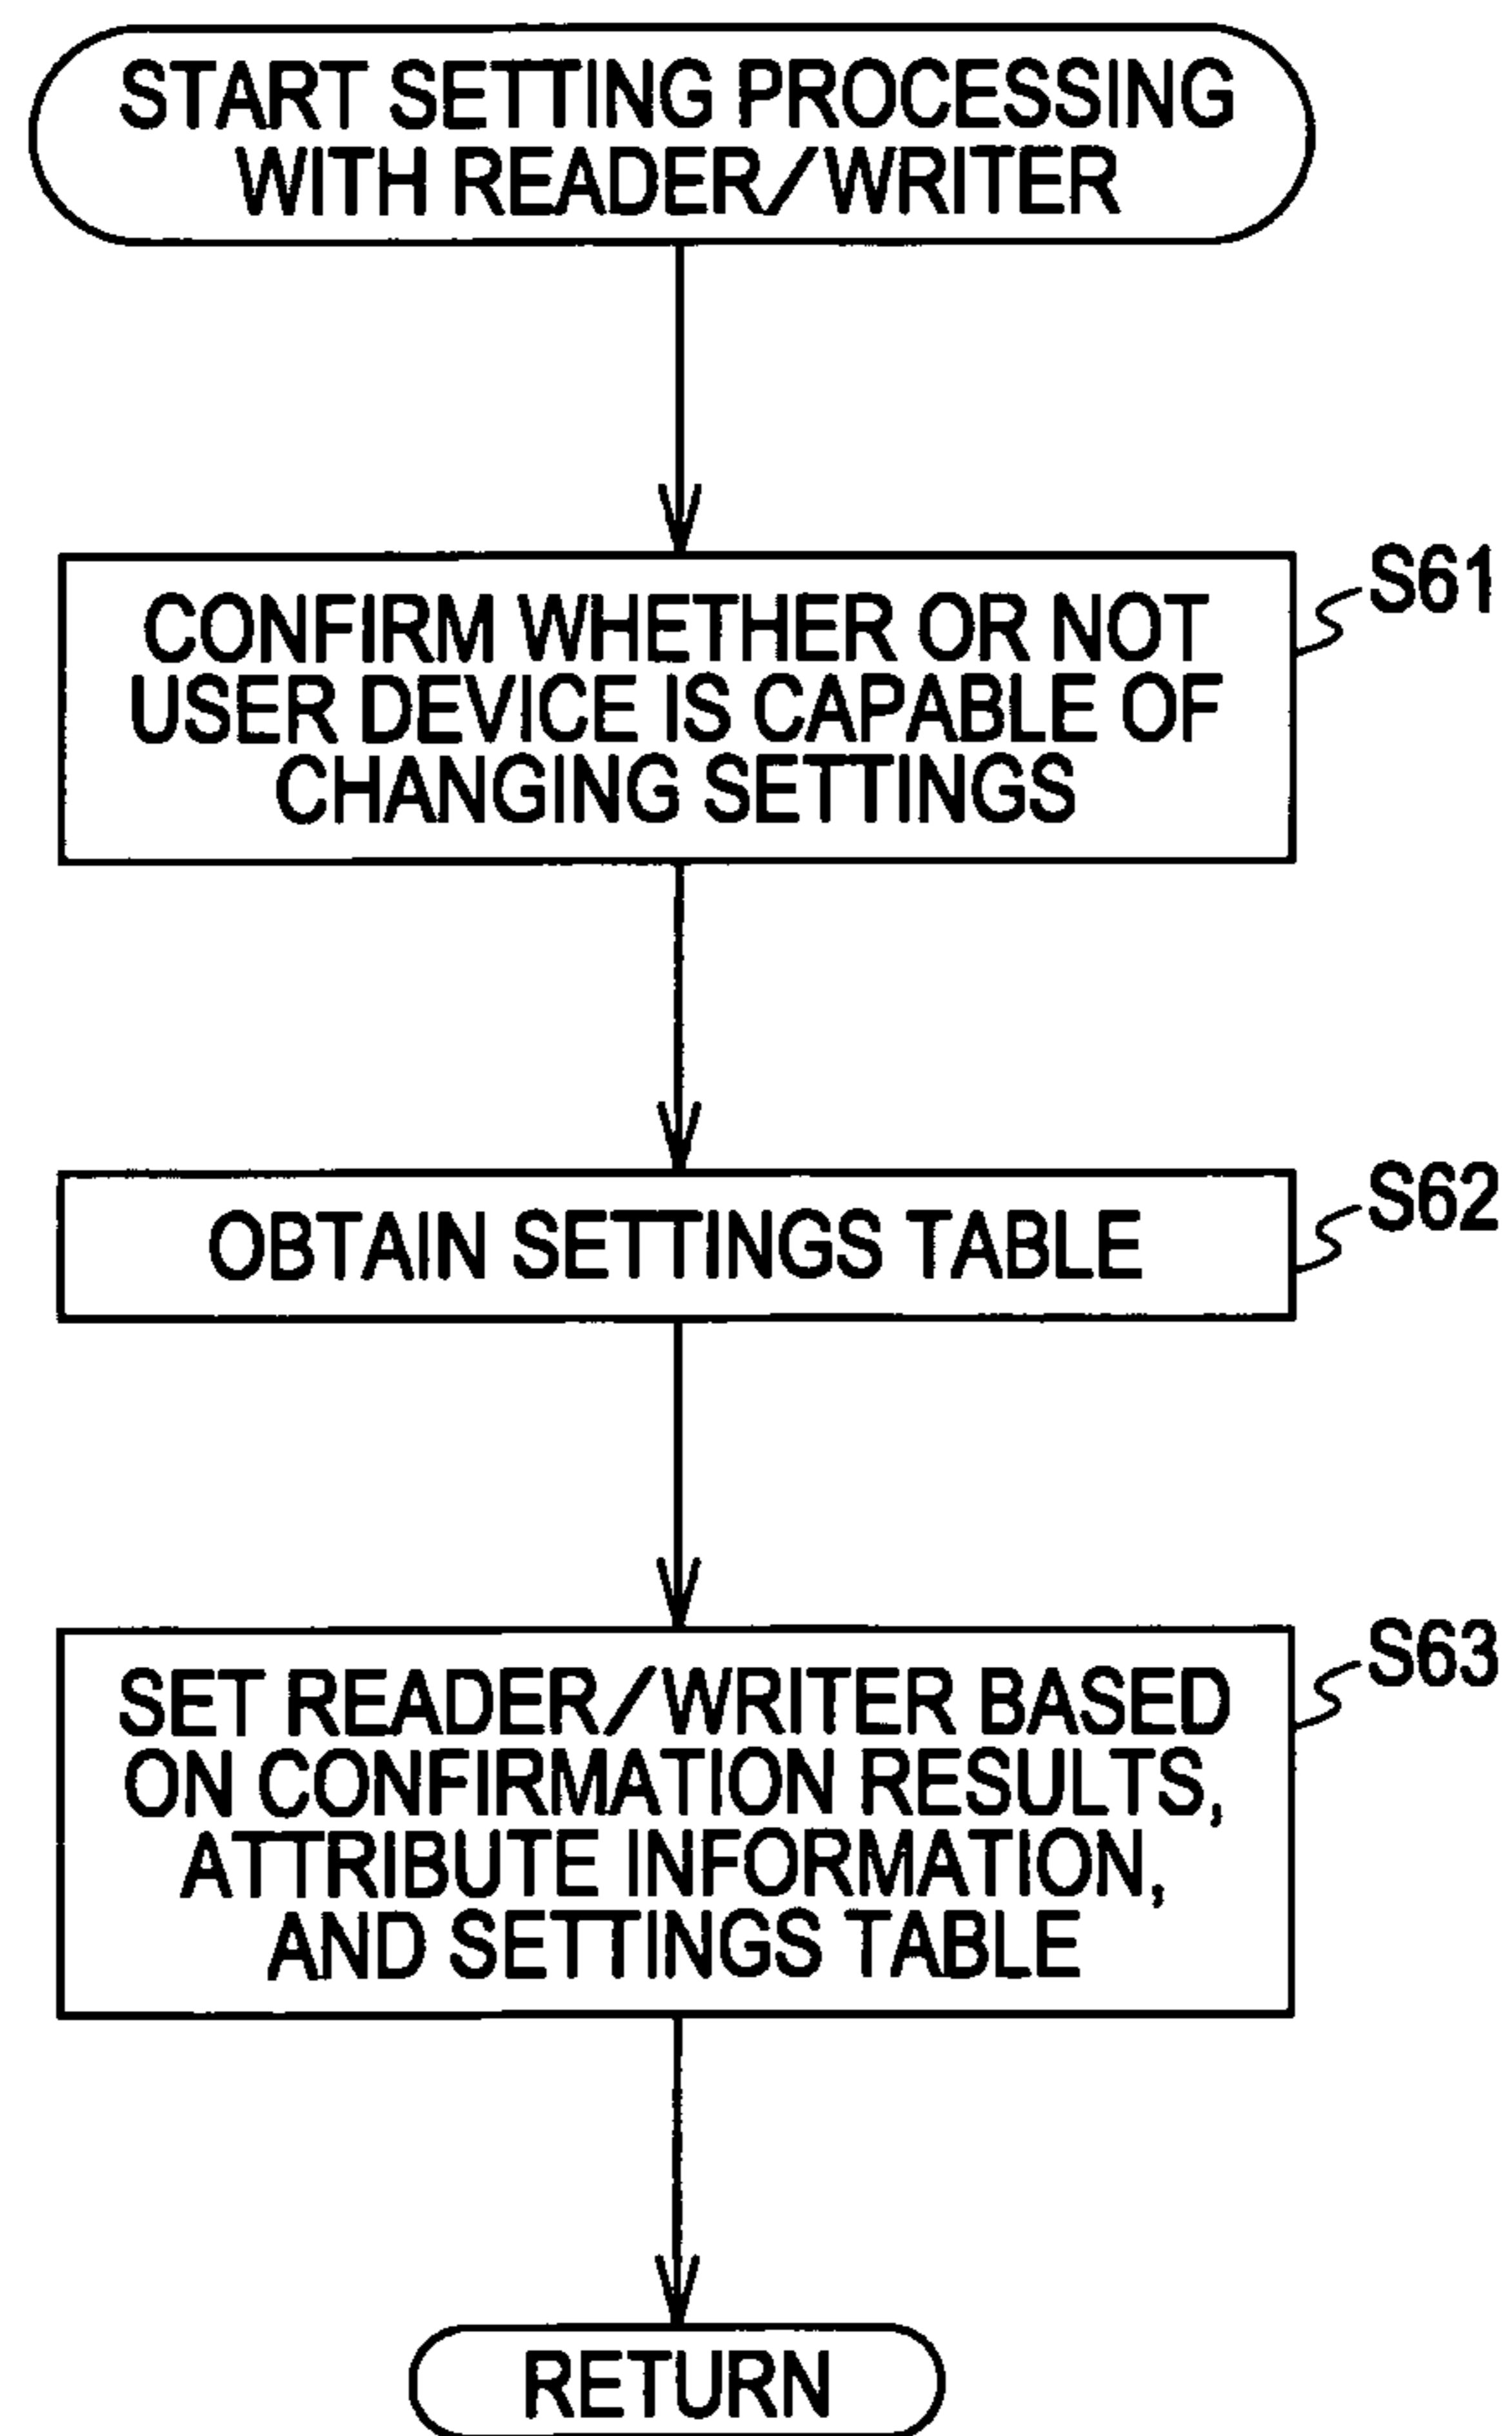 START SETTING PROCESSING
WITH READER/WRITER
CONFIRM WHETHER OR NOT
USER DEVICE IS CAPABLE OF
CHANGING SETTINGS
S61
OBTAIN SETTINGS TABLE
S62
SET READER/WRITER BASED
ON CONFIRMATION RESULTS,
ATTRIBUTE INFORMATION,
AND SETTINGS TABLE
S63
RETURN